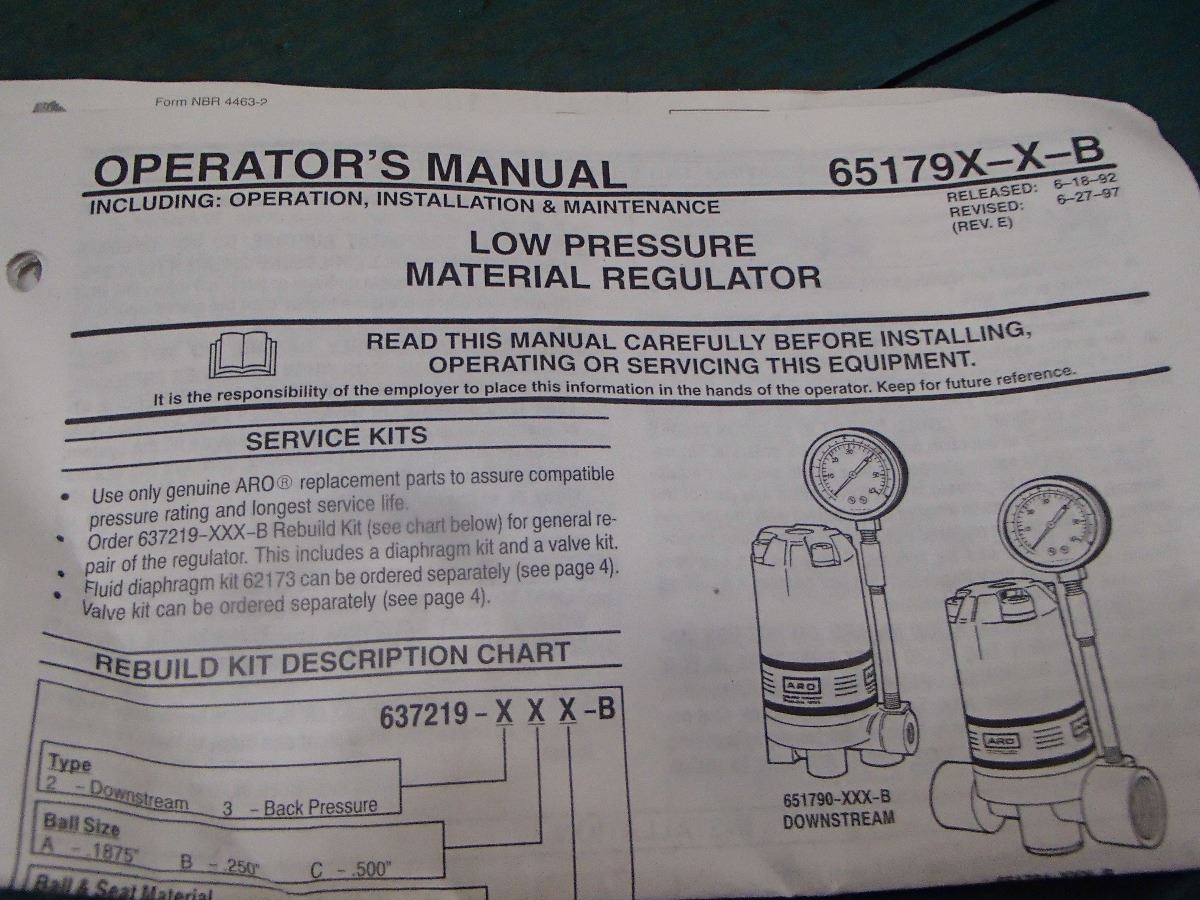 Form NBR 4463-2
OPERATOR'S MANUAL
65179X–X–B
INCLUDING: OPERATION, INSTALLATION & MAINTENANCE
RELEASED: 6–18–92
REVISED: 6–27–97
(REV. E)
LOW PRESSURE
MATERIAL REGULATOR
READ THIS MANUAL CAREFULLY BEFORE INSTALLING,
OPERATING OR SERVICING THIS EQUIPMENT.
It is the responsibility of the employer to place this information in the hands of the operator. Keep for future reference.
SERVICE KITS
• Use only genuine ARO® replacement parts to assure compatible
pressure rating and longest service life.
• Order 637219–XXX–B Rebuild Kit (see chart below) for general re-
pair of the regulator. This includes a diaphragm kit and a valve kit.
• Fluid diaphragm kit 62173 can be ordered separately (see page 4).
• Valve kit can be ordered separately (see page 4).
REBUILD KIT DESCRIPTION CHART
637219 – X X X –B
Type
2 – Downstream 3 – Back Pressure
Ball Size
A – .1875" B – .250" C – .500"
Ball & Seat Material
ARO
ARO
651790–XXX–B
DOWNSTREAM